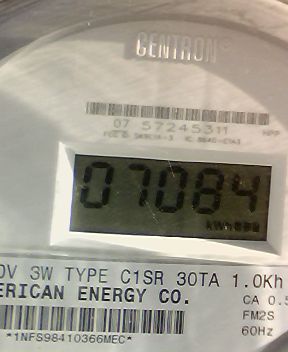 CENTRON
07 57245311
07084
0V 3W TYPE C1SR 30TA 1.0Kh
ERICAN ENERGY CO. CA 0.5
FM2S
*1NFS98410366MEC* 60Hz